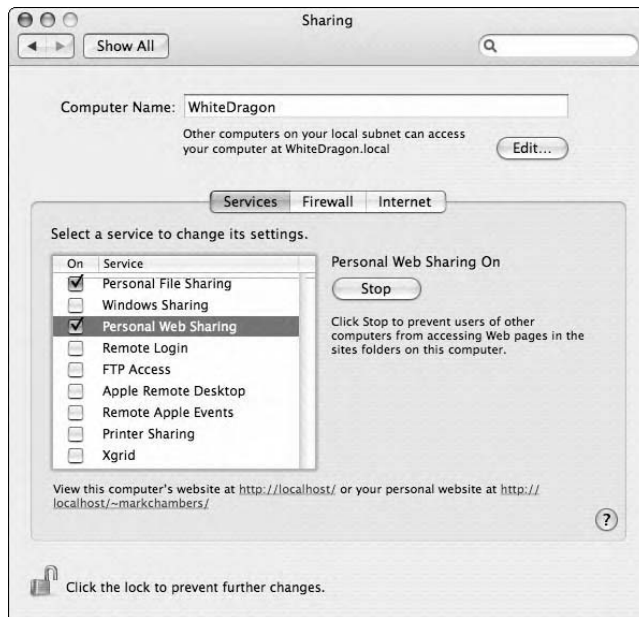 Sharing
Show All
Computer Name: WhiteDragon
Other computers on your local subnet can access
your computer at WhiteDragon.local
Edit...
Services Firewall Internet
Select a service to change its settings.
On Service
Personal File Sharing
Windows Sharing
Personal Web Sharing
Remote Login
FTP Access
Apple Remote Desktop
Remote Apple Events
Printer Sharing
Xgrid
Personal Web Sharing On
Stop
Click Stop to prevent users of other
computers from accessing Web pages in the
sites folders on this computer.
View this computer's website at http://localhost/ or your personal website at http://
localhost/~markchambers/
?
Click the lock to prevent further changes.